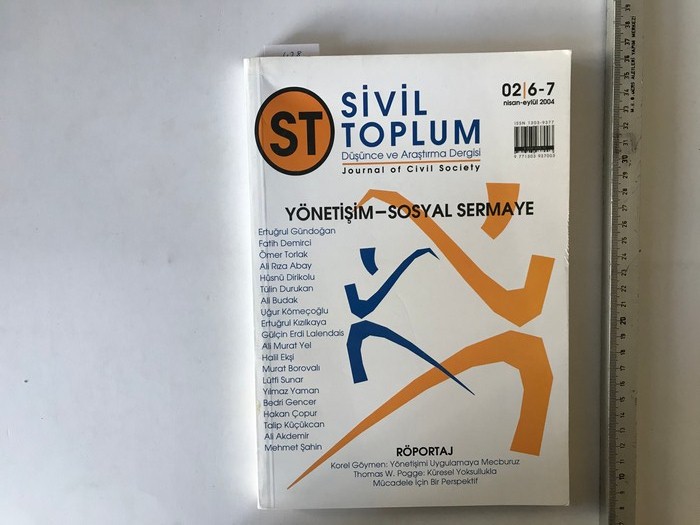 ST
SİVİL
TOPLUM
Düşünce ve Araştırma Dergisi
Journal of Civil Society
02|6-7
nisan-eylül 2004
ISSN 1303-9377
YÖNETİŞİM–SOSYAL SERMAYE
Ertuğrul Gündoğan
Fatih Demirci
Ömer Torlak
Ali Rıza Abay
Hüsnü Dirikolu
Tülin Durukan
Ali Budak
Uğur Kömeçoğlu
Ertuğrul Kızılkaya
Gülçin Erdi Lalendais
Ali Murat Yel
Halil Ekşi
Murat Borovalı
Lütfi Sunar
Yılmaz Yaman
Bedri Gencer
Hakan Çopur
Talip Küçükcan
Ali Akdemir
Mehmet Şahin
RÖPORTAJ
Korel Göymen: Yönetişimi Uygulamaya Mecburuz
Thomas W. Pogge: Küresel Yoksullukla
Mücadele İçin Bir Perspektif